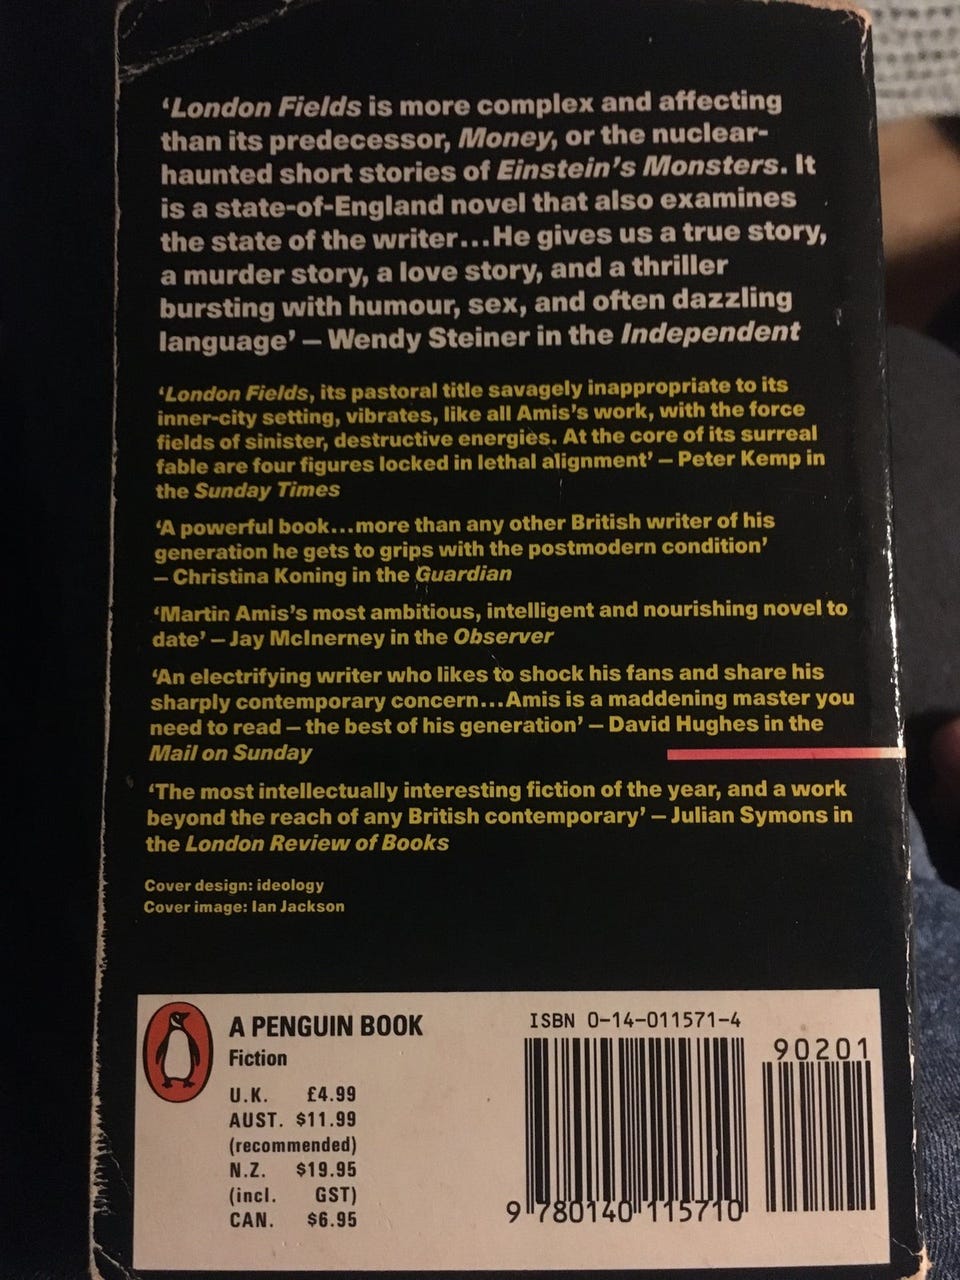 ‘London Fields is more complex and affecting
than its predecessor, Money, or the nuclear-
haunted short stories of Einstein’s Monsters. It
is a state-of-England novel that also examines
the state of the writer...He gives us a true story,
a murder story, a love story, and a thriller
bursting with humour, sex, and often dazzling
language’ – Wendy Steiner in the Independent
‘London Fields, its pastoral title savagely inappropriate to its
inner-city setting, vibrates, like all Amis’s work, with the force
fields of sinister, destructive energies. At the core of its surreal
fable are four figures locked in lethal alignment’ – Peter Kemp in
the Sunday Times
‘A powerful book...more than any other British writer of his
generation he gets to grips with the postmodern condition’
– Christina Koning in the Guardian
‘Martin Amis’s most ambitious, intelligent and nourishing novel to
date’ – Jay McInerney in the Observer
‘An electrifying writer who likes to shock his fans and share his
sharply contemporary concern...Amis is a maddening master you
need to read – the best of his generation’ – David Hughes in the
Mail on Sunday
‘The most intellectually interesting fiction of the year, and a work
beyond the reach of any British contemporary’ – Julian Symons in
the London Review of Books
Cover design: ideology
Cover image: Ian Jackson
A PENGUIN BOOK
Fiction
U.K. £4.99
AUST. $11.99
(recommended)
N.Z. $19.95
(incl. GST)
CAN. $6.95
ISBN 0-14-011571-4
90201
9 780140 115710